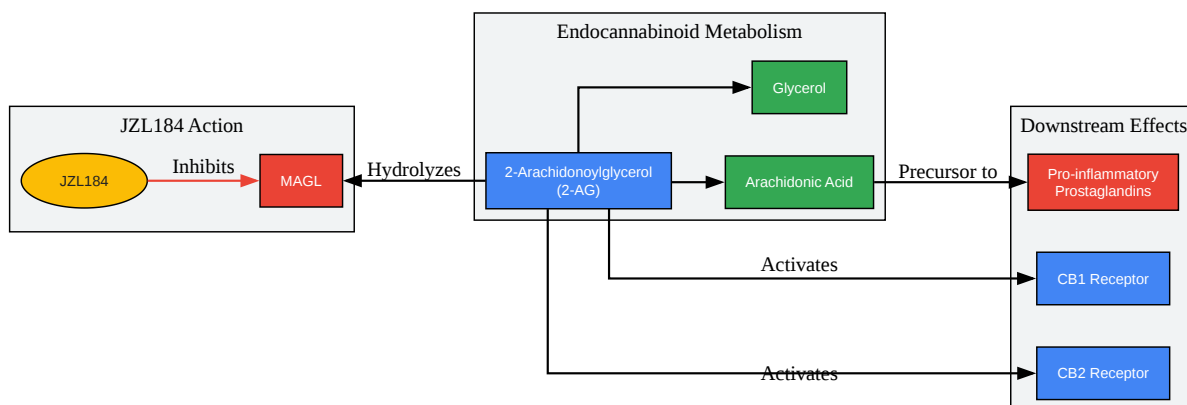 Endocannabinoid Metabolism
Glycerol
JZL184 Action
Downstream Effects
JZL184
Inhibits
MAGL
Hydrolyzes
2-Arachidonoylglycerol
(2-AG)
Arachidonic Acid
Precursor to
Pro-inflammatory
Prostaglandins
Activates
CB1 Receptor
Activates
CB2 Receptor